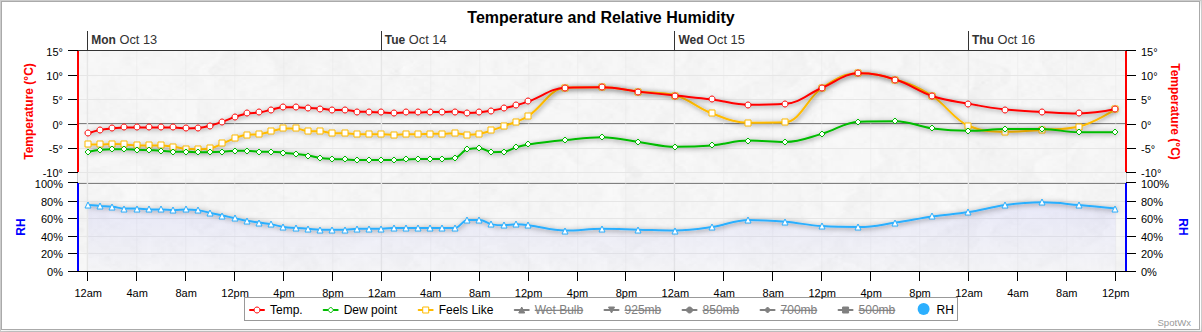 Temperature and Relative Humidity
Mon Oct 13 Tue Oct 14 Wed Oct 15 Thu Oct 16
Temperature (°C)
15°
10°
5°
0°
-5°
-10°
15°
10°
5°
0°
-5°
-10°
Temperature (°C)
RH
100%
80%
60%
40%
20%
0%
100%
80%
60%
40%
20%
0%
RH
12am 4am 8am 12pm 4pm 8pm 12am 4am 8am 12pm 4pm 8pm 12am 4am 8am 12pm 4pm 8pm 12am 4am 8am 12pm
Temp. Dew point Feels Like Wet Bulb 925mb 850mb 700mb 500mb RH
SpotWx